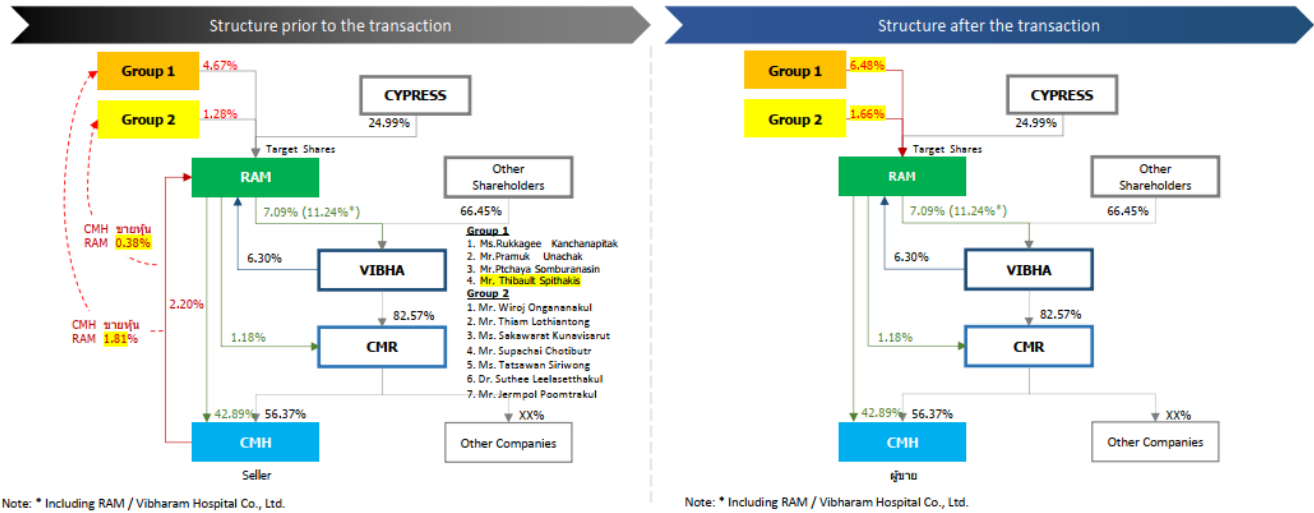 Structure prior to the transaction
Group 1
4.67%
CYPRESS
Group 2
1.28%
24.99%
Target Shares
RAM
Other
Shareholders
7.09% (11.24%*)
66.45%
CMH ขายหุ้น
RAM 0.38%
Group 1
1. Ms.Rukkagee Kanchanapitak
2. Mr.Pramuk Unachak
3. Mr.Ptchaya Somburanasin
4. Mr. Thibault Spithakis
Group 2
1. Mr. Wiroj Ongananakul
2. Mr. Thiam Lothiantong
3. Ms. Sakawarat Kunavisarut
4. Mr. Supachai Chotibutr
5. Ms. Tatsawan Siriwong
6. Dr. Suthee Leelasetthakul
7. Mr. Jermpol Poomtrakul
6.30%
VIBHA
2.20%
82.57%
CMH ขายหุ้น
RAM 1.81%
1.18%
CMR
42.89%
56.37%
XX%
CMH
Other Companies
Seller
Note: * Including RAM / Vibharam Hospital Co., Ltd.
Structure after the transaction
Group 1
6.48%
CYPRESS
Group 2
1.66%
24.99%
Target Shares
RAM
Other
Shareholders
7.09% (11.24%*)
66.45%
6.30%
VIBHA
82.57%
1.18%
CMR
42.89%
56.37%
XX%
CMH
Other Companies
ผู้ขาย
Note: * Including RAM / Vibharam Hospital Co., Ltd.